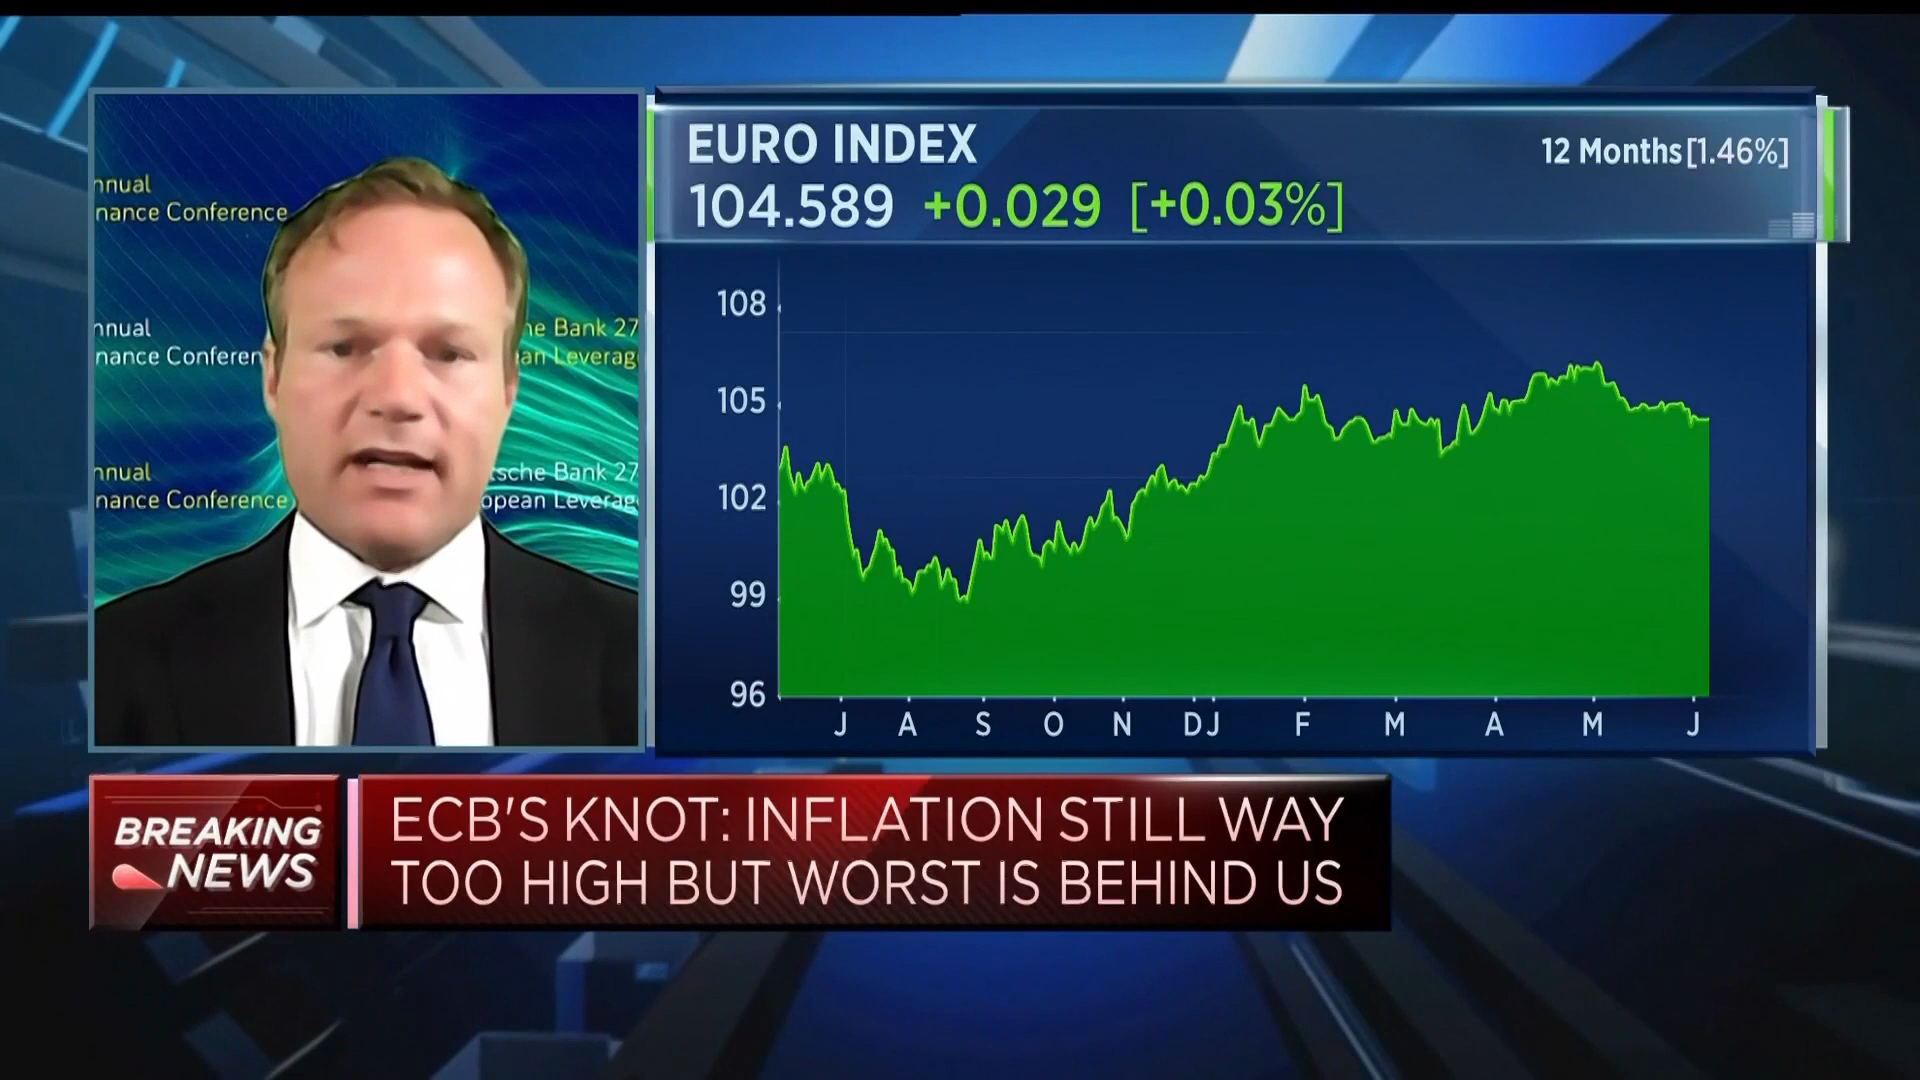 nnual
nance Conference
nnual
nance Conferen
he Bank 27
an Leverag
nnual
nance Conference
tsche Bank 27
opean Leverag
EURO INDEX
104.589 +0.029 [+0.03%]
12 Months [1.46%]
108
105
102
99
96
J A S O N D J F M A M J
BREAKING
NEWS
ECB'S KNOT: INFLATION STILL WAY
TOO HIGH BUT WORST IS BEHIND US